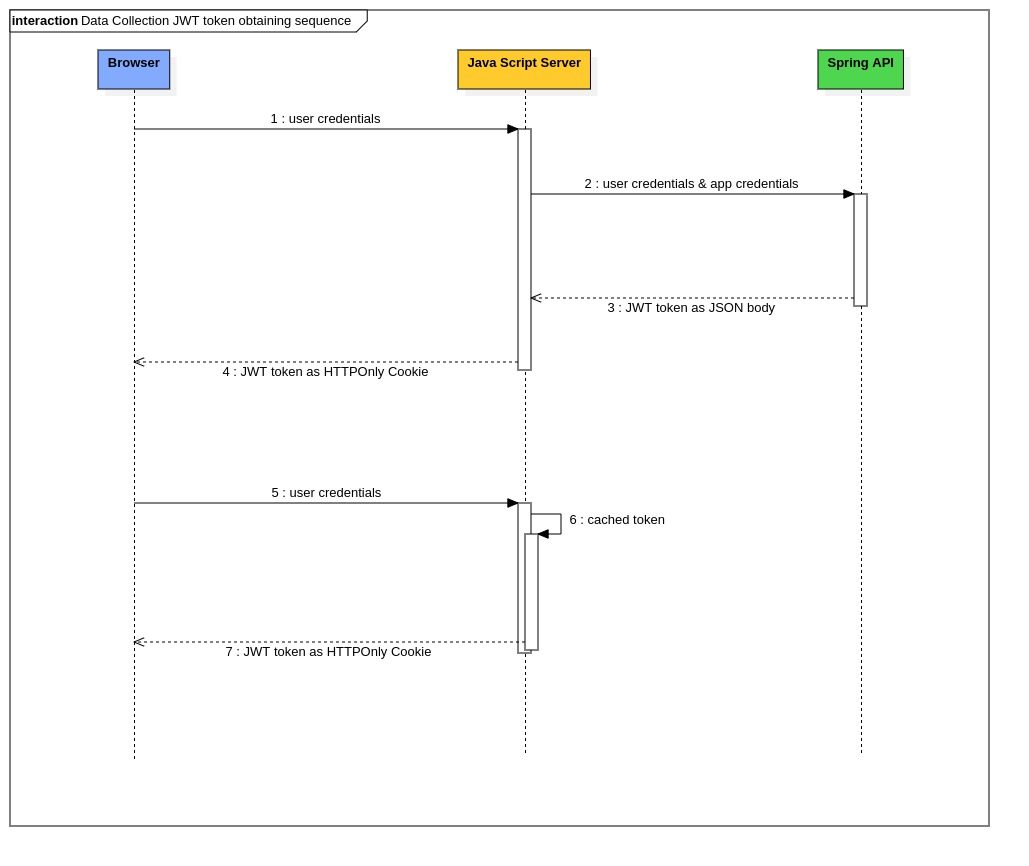 interaction Data Collection JWT token obtaining sequence
Browser
Java Script Server
Spring API
1 : user credentials
2 : user credentials & app credentials
3 : JWT token as JSON body
4 : JWT token as HTTPOnly Cookie
5 : user credentials
6 : cached token
7 : JWT token as HTTPOnly Cookie